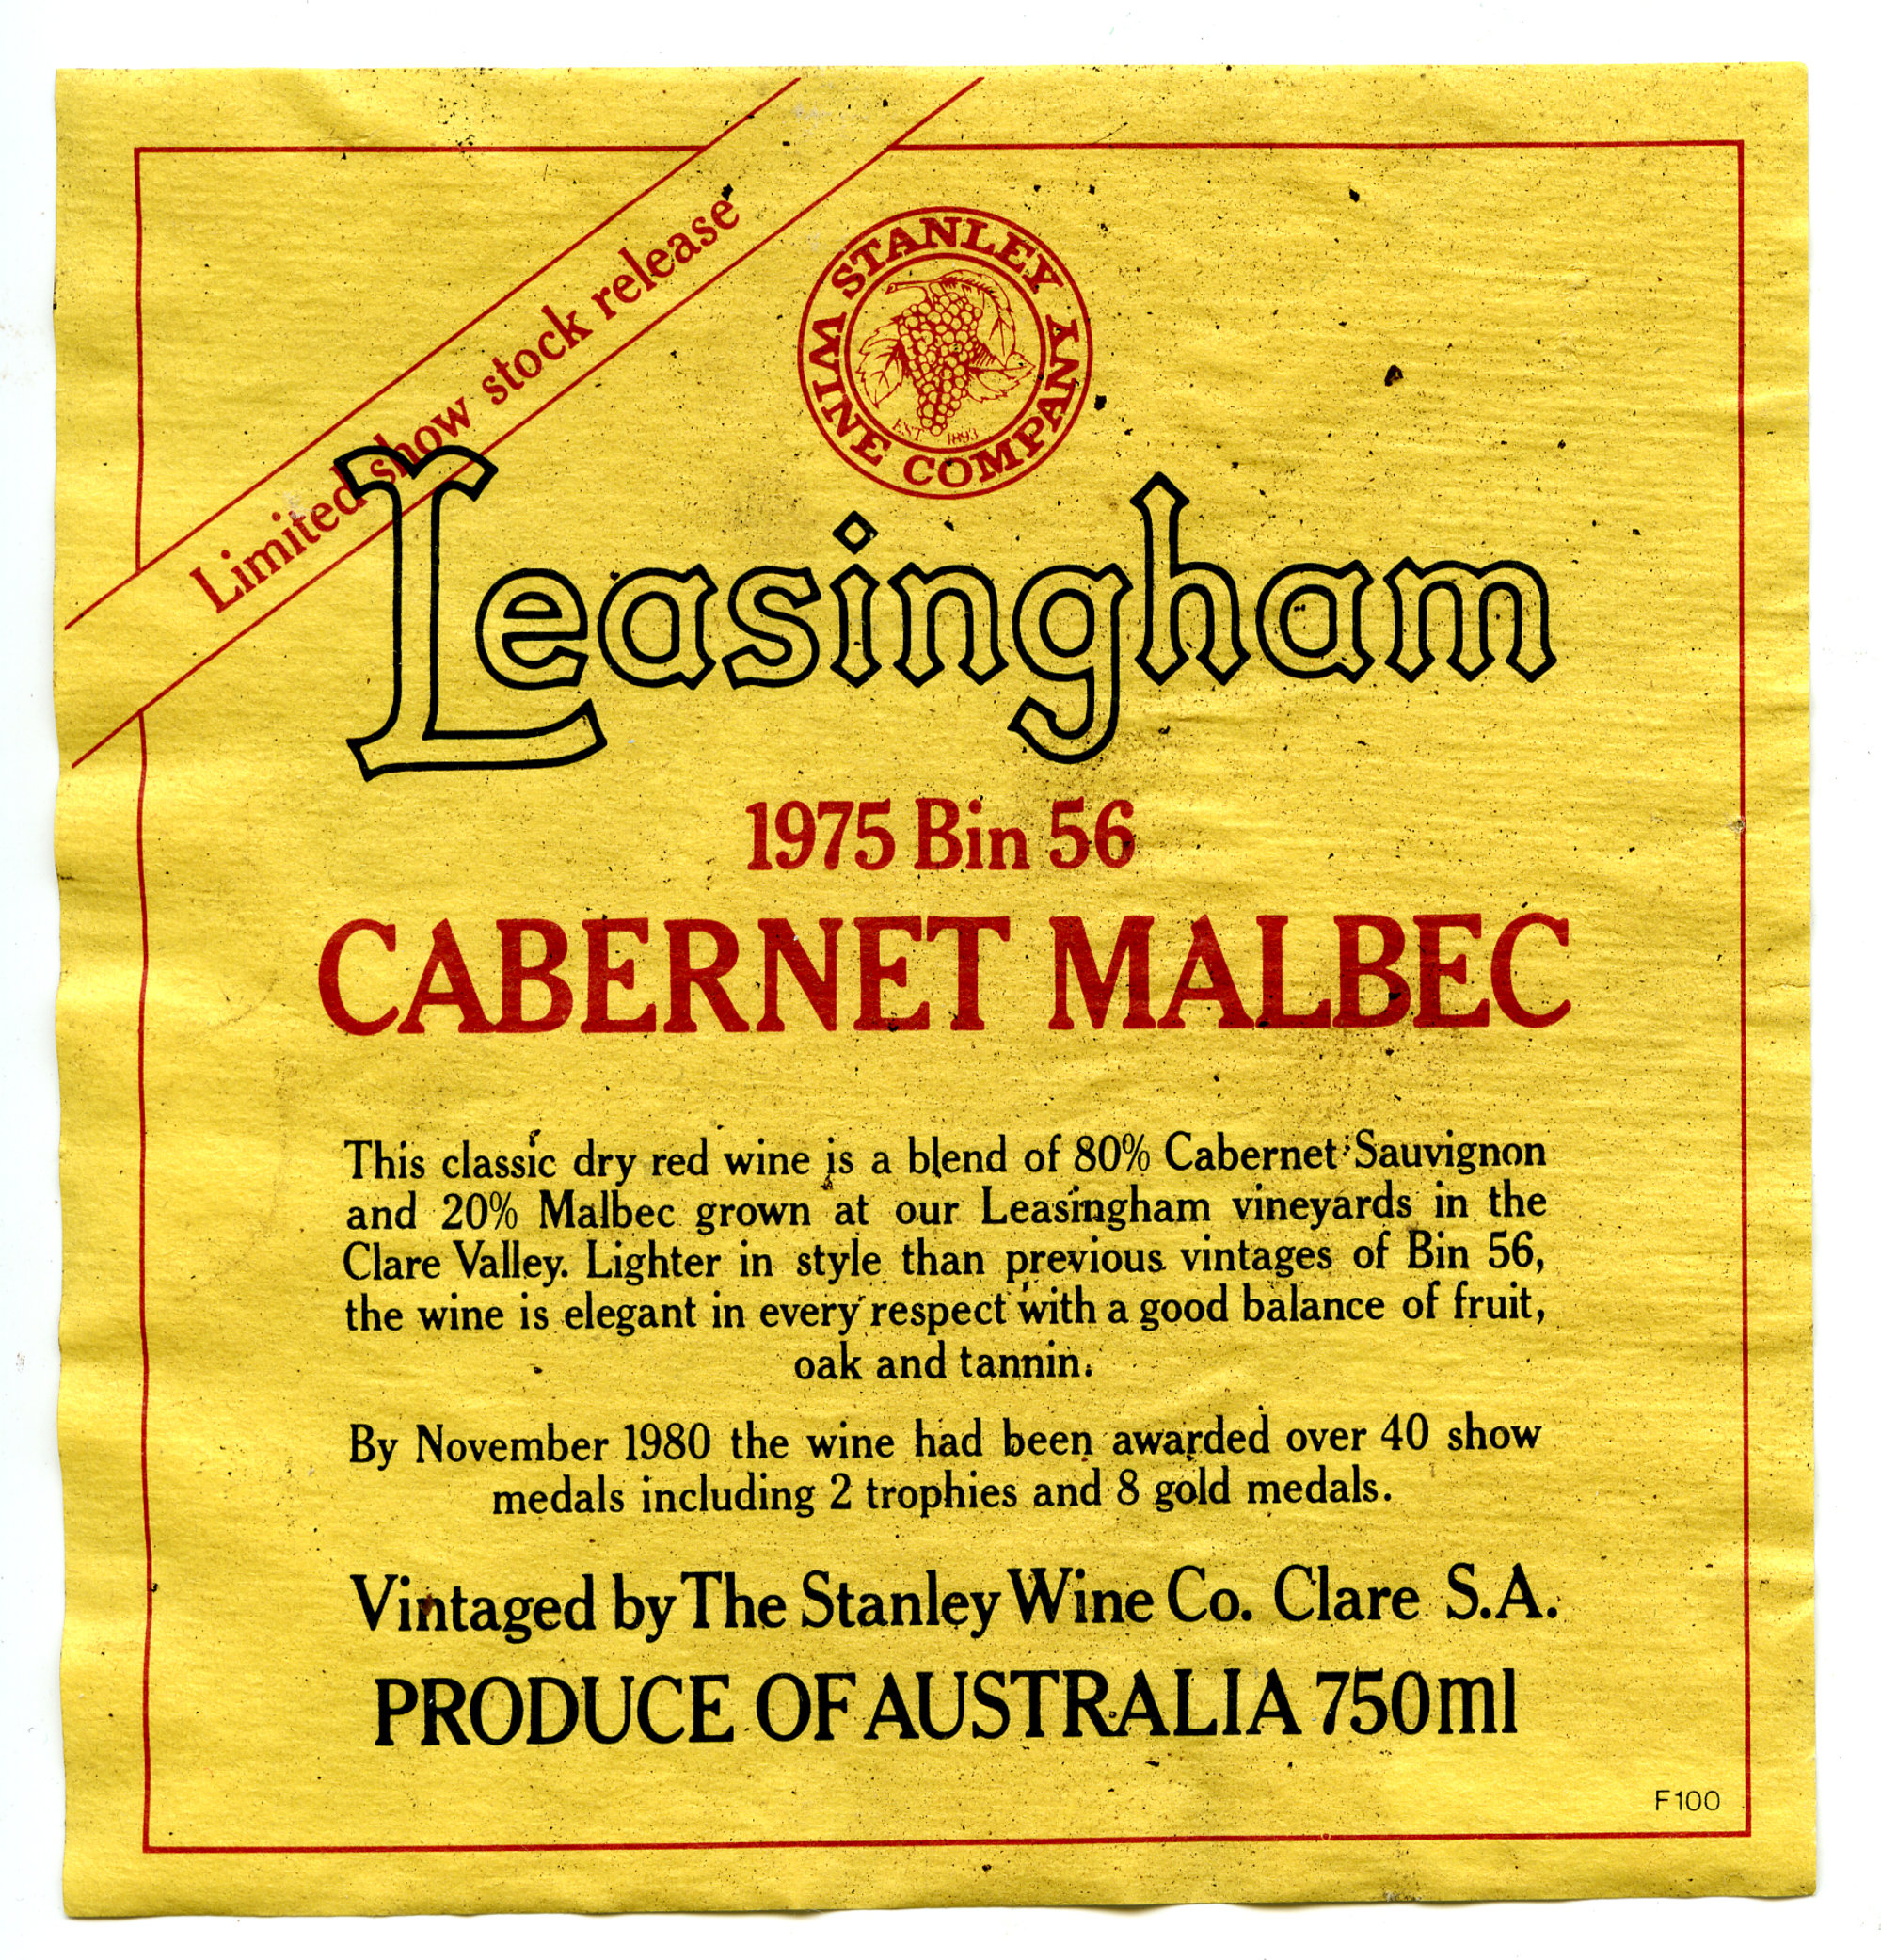 Limited show stock release
STANLEY WINE COMPANY
EST 1893
Leasingham
1975 Bin 56
CABERNET MALBEC
This classic dry red wine is a blend of 80% Cabernet Sauvignon
and 20% Malbec grown at our Leasingham vineyards in the
Clare Valley. Lighter in style than previous vintages of Bin 56,
the wine is elegant in every respect with a good balance of fruit,
oak and tannin.
By November 1980 the wine had been awarded over 40 show
medals including 2 trophies and 8 gold medals.
Vintaged by The Stanley Wine Co. Clare S.A.
PRODUCE OF AUSTRALIA 750ml
F100